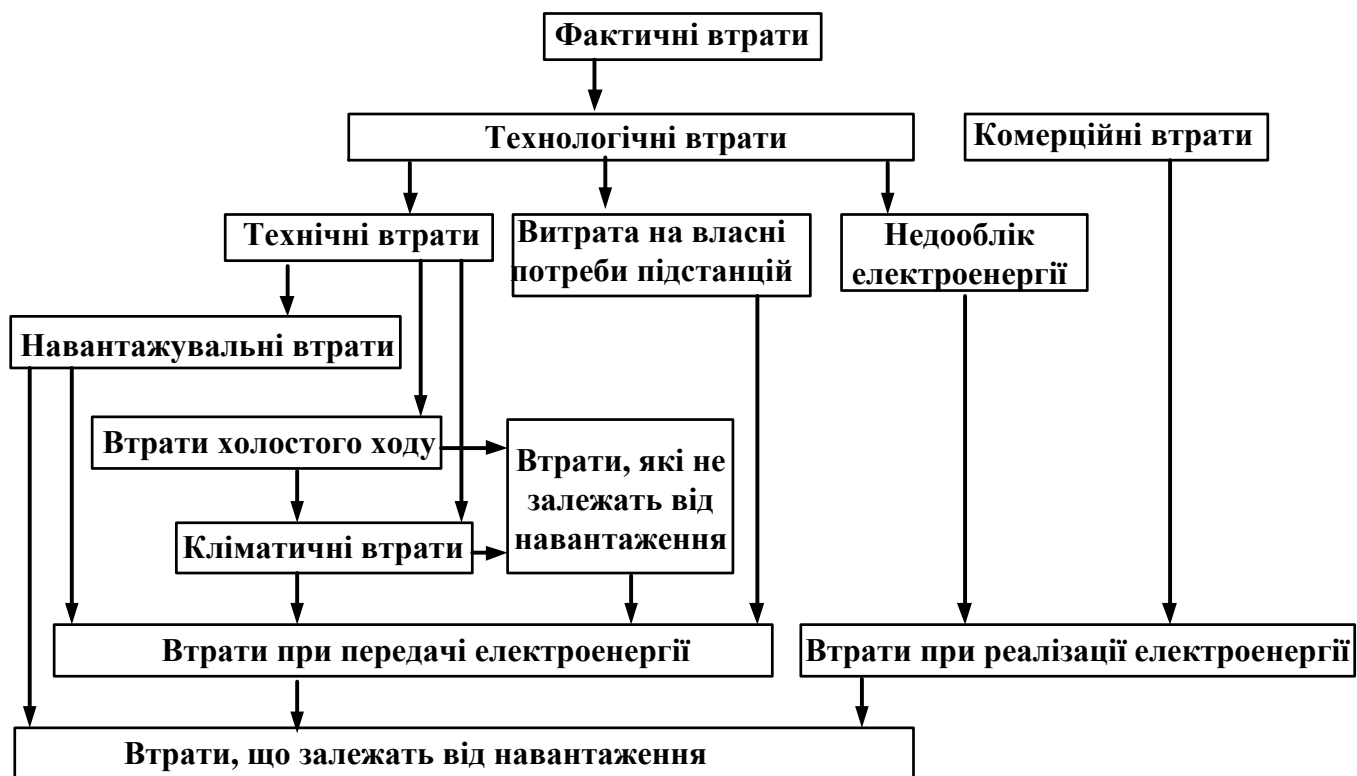 Фактичні втрати
Технологічні втрати
Комерційні втрати
Технічні втрати
Витрата на власні
потреби підстанцій
Недооблік
електроенергії
Навантажувальні втрати
Втрати холостого ходу
Втрати, які не
залежать від
навантаження
Кліматичні втрати
Втрати при передачі електроенергії
Втрати при реалізації електроенергії
Втрати, що залежать від навантаження